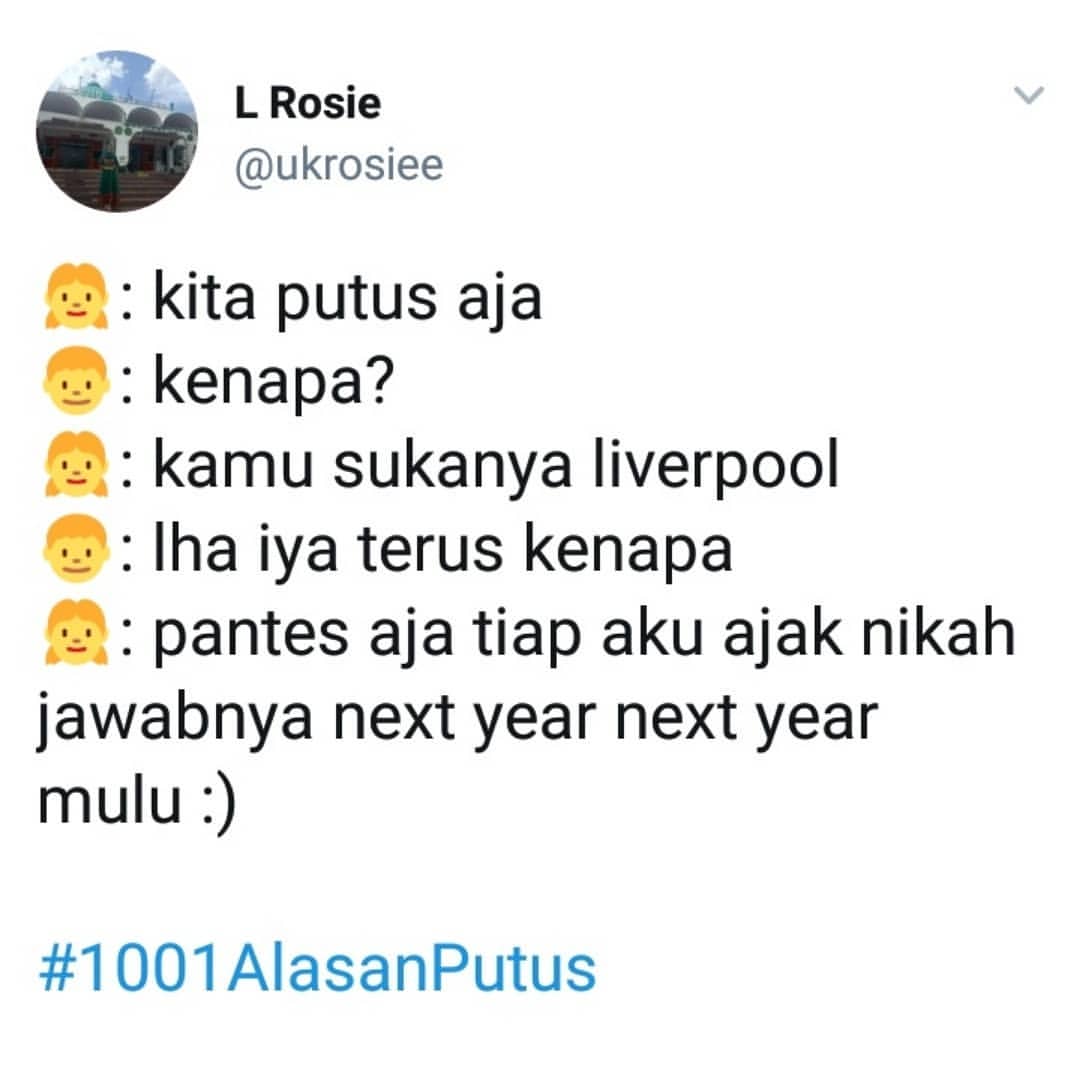 L Rosie
@ukrosiee
👧: kita putus aja
👦: kenapa?
👧: kamu sukanya liverpool
👦: lha iya terus kenapa
👧: pantes aja tiap aku ajak nikah
jawabnya next year next year
mulu :)
#1001AlasanPutus